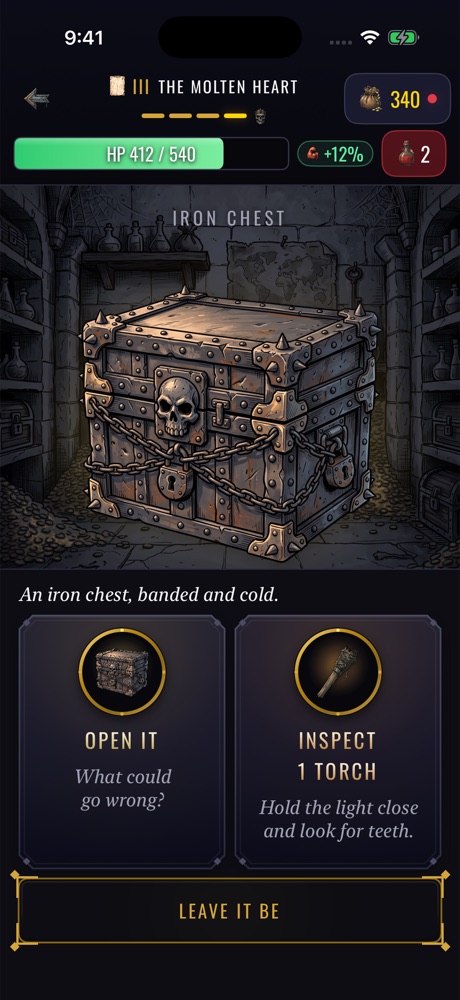 9:41
III THE MOLTEN HEART
340
HP 412 / 540
+12%
2
IRON CHEST
An iron chest, banded and cold.
OPEN IT
What could
go wrong?
INSPECT
1 TORCH
Hold the light close
and look for teeth.
LEAVE IT BE